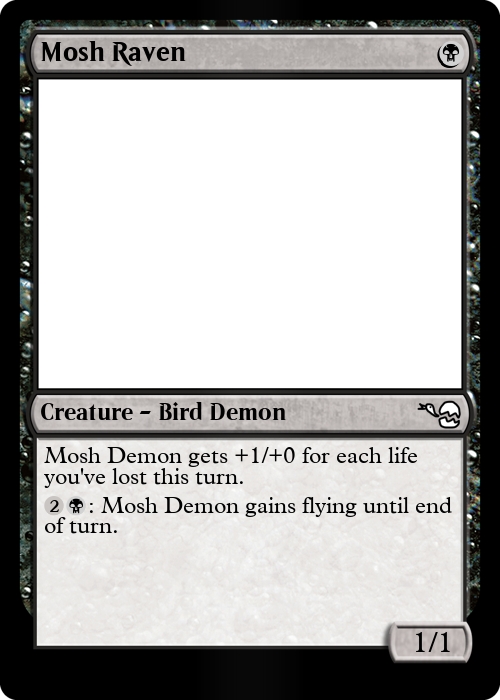 Mosh Raven
Creature – Bird Demon
Mosh Demon gets +1/+0 for each life
you've lost this turn.
2 : Mosh Demon gains flying until end
of turn.
1/1